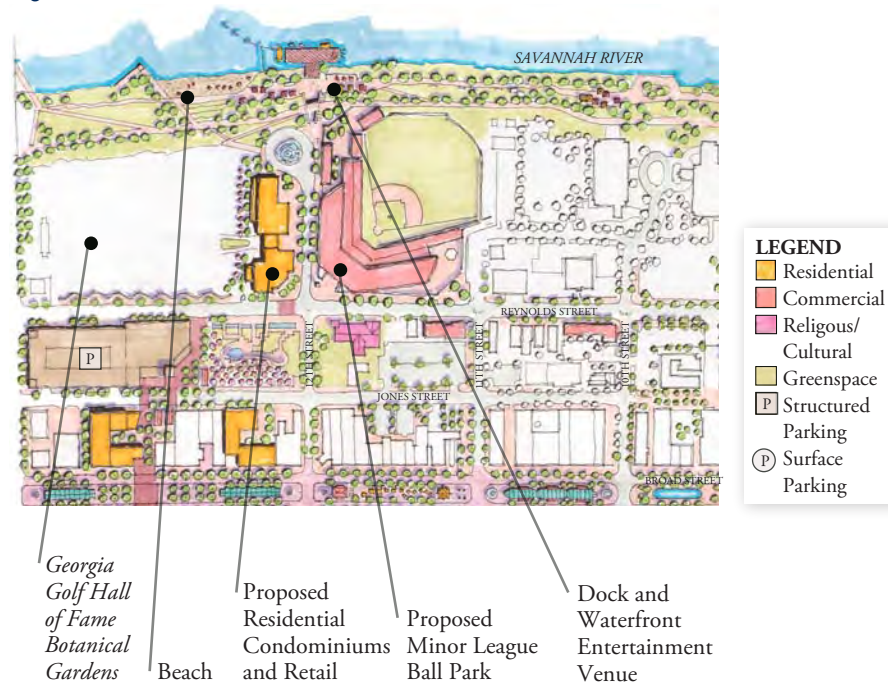 SAVANNAH RIVER
REYNOLDS STREET
12TH STREET
11TH STREET
10TH STREET
P
JONES STREET
BROAD STREET
LEGEND
Residential
Commercial
Religous/
Cultural
Greenspace
P Structured
Parking
P Surface
Parking
Georgia
Golf Hall
of Fame
Botanical
Gardens
Beach
Proposed
Residential
Condominiums
and Retail
Proposed
Minor League
Ball Park
Dock and
Waterfront
Entertainment
Venue